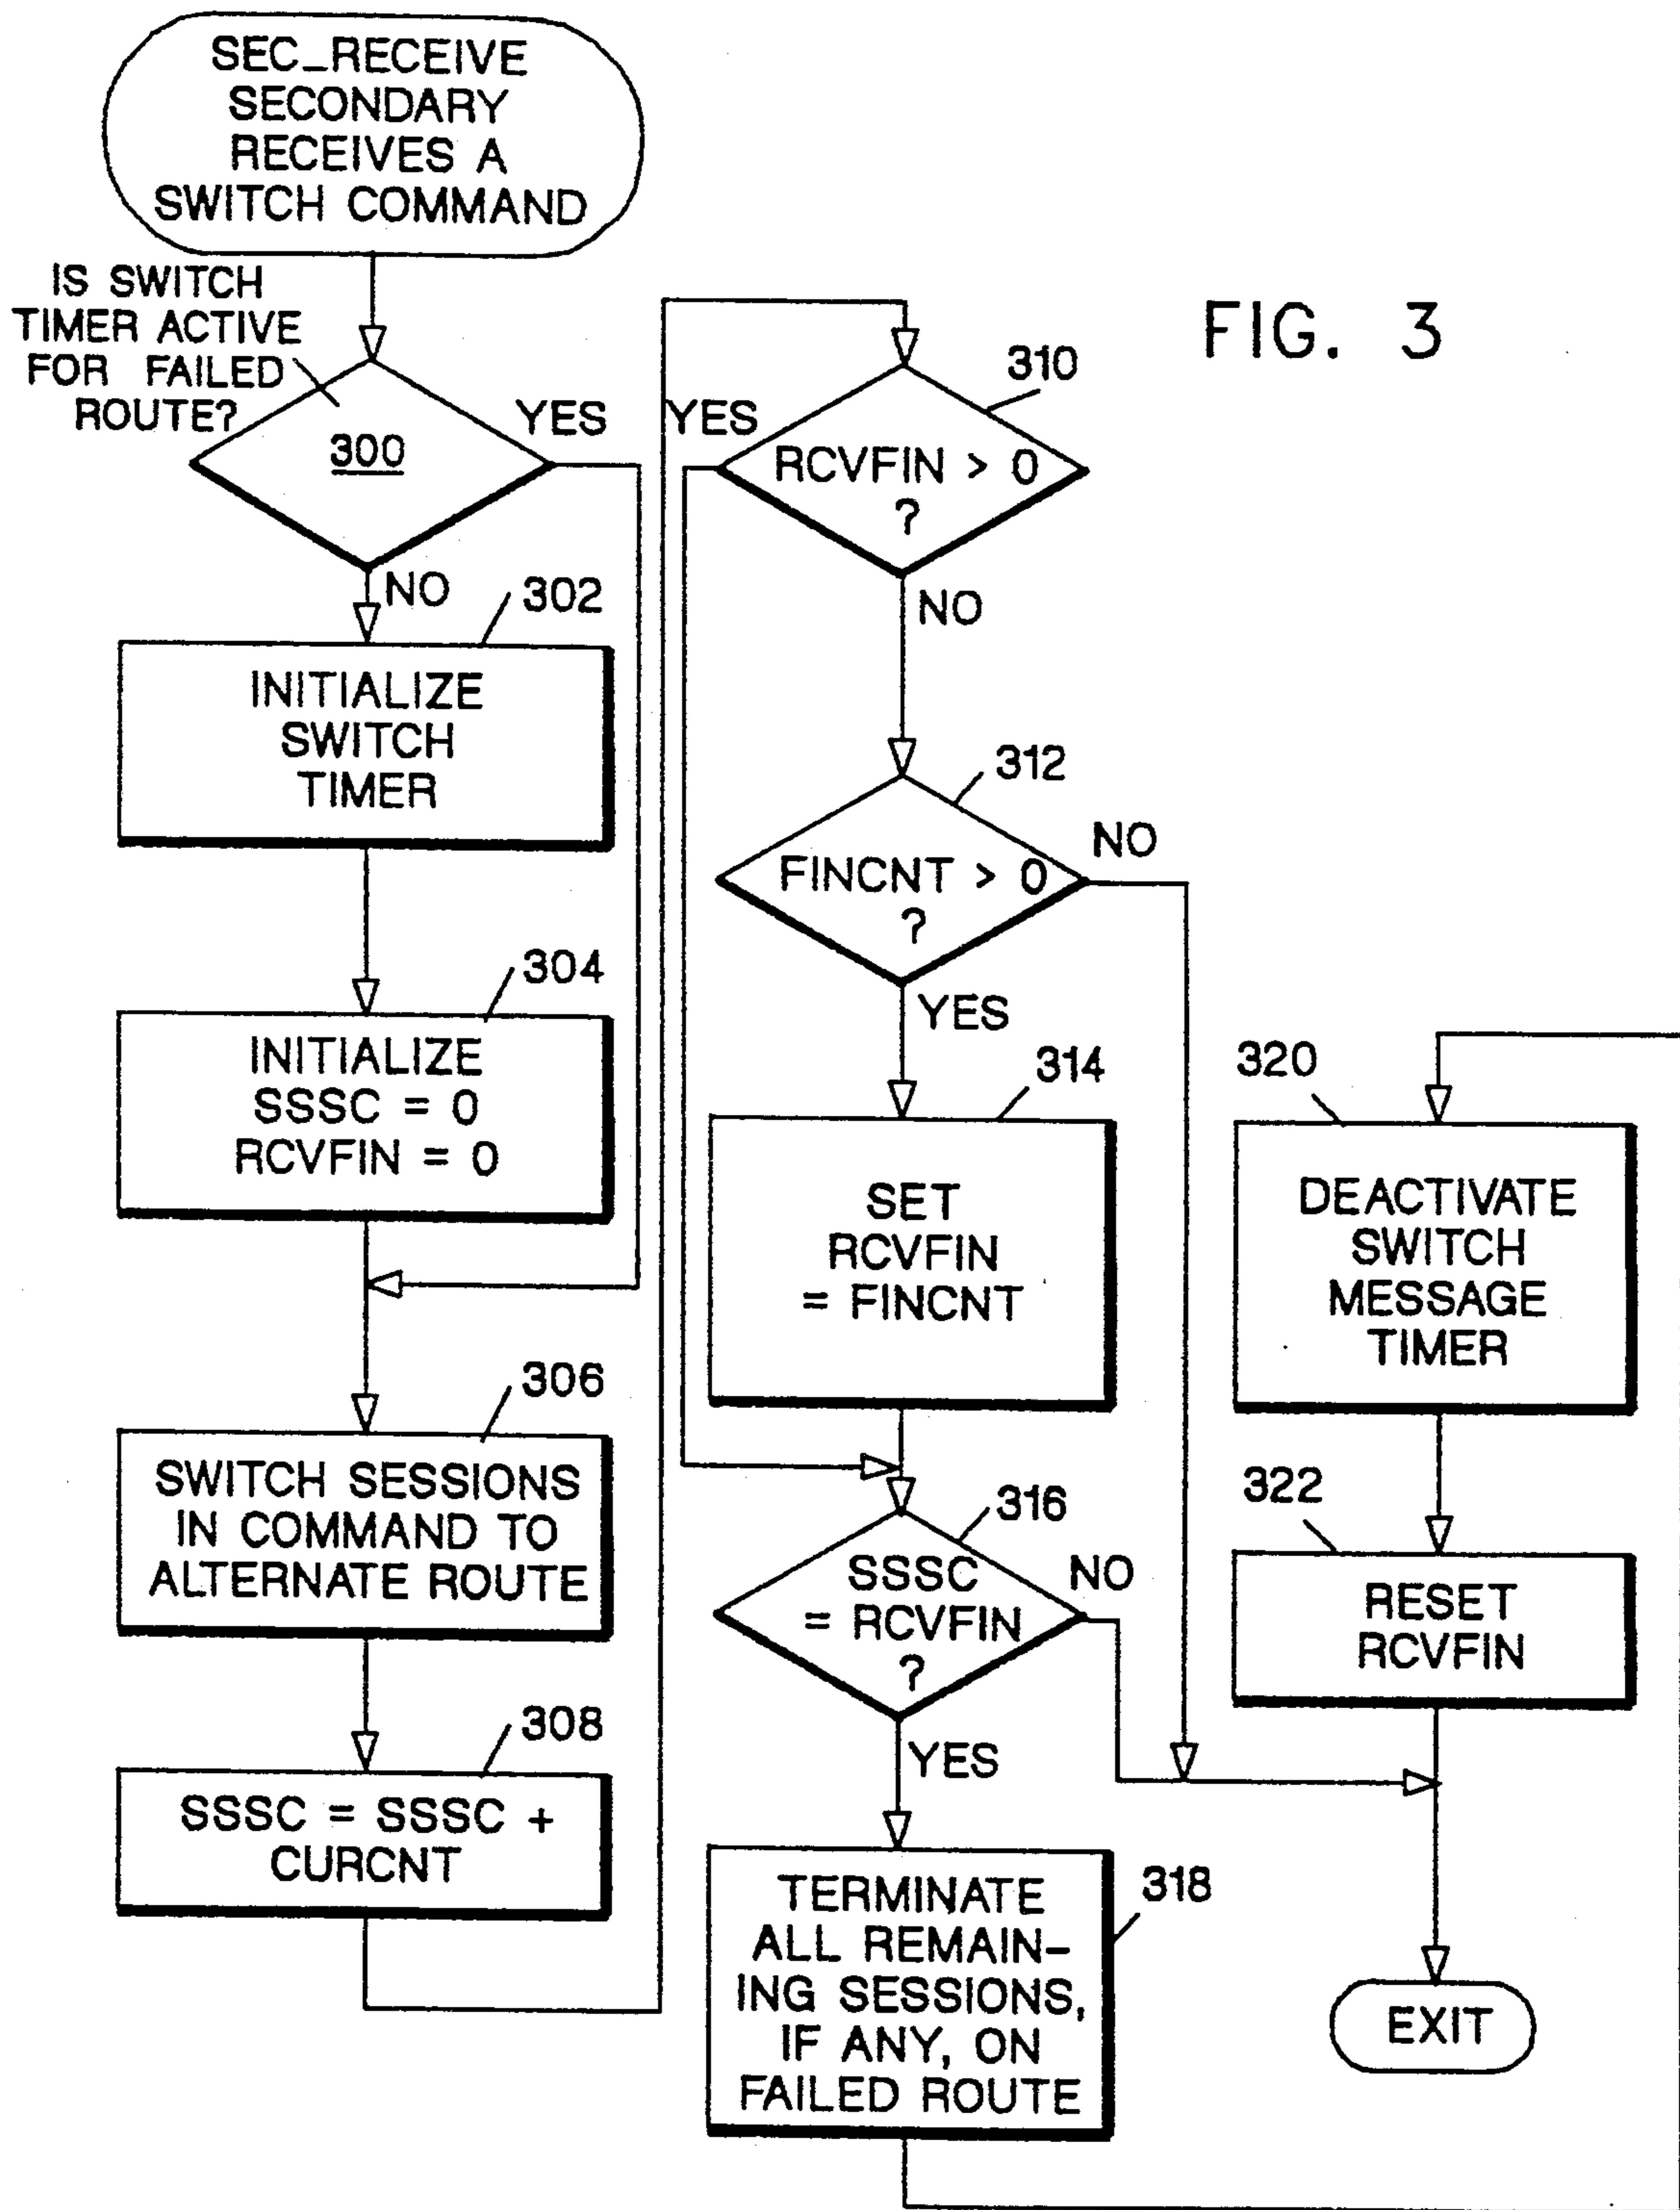 SEC_RECEIVE
SECONDARY
RECEIVES A
SWITCH COMMAND
IS SWITCH
TIMER ACTIVE
FOR FAILED
ROUTE?
300
YES
NO
302
INITIALIZE
SWITCH
TIMER
304
INITIALIZE
SSSC = 0
RCVFIN = 0
306
SWITCH SESSIONS
IN COMMAND TO
ALTERNATE ROUTE
308
SSSC = SSSC +
CURCNT
FIG. 3
310
YES
RCVFIN > 0
?
NO
312
FINCNT > 0
?
NO
YES
314
SET
RCVFIN
= FINCNT
316
SSSC
= RCVFIN
?
NO
YES
318
TERMINATE
ALL REMAIN-
ING SESSIONS,
IF ANY, ON
FAILED ROUTE
320
DEACTIVATE
SWITCH
MESSAGE
TIMER
322
RESET
RCVFIN
EXIT